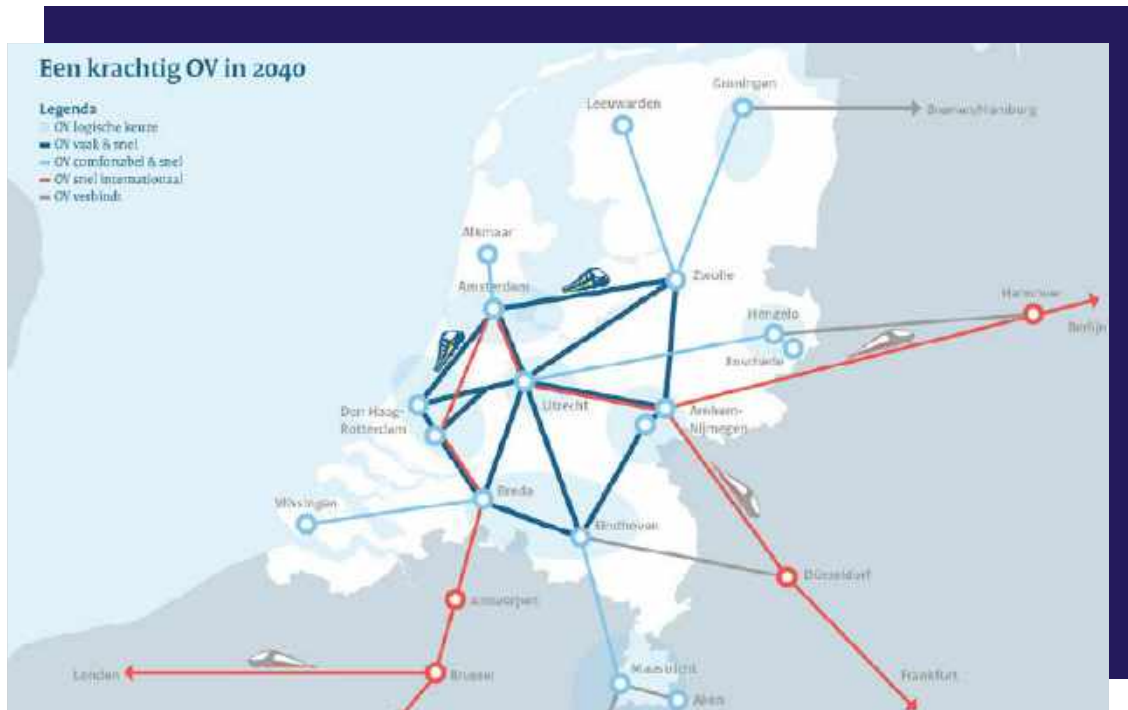 Een krachtig OV in 2040
Legenda
OV logische keuze
OV vaak & snel
OV comfortabel & snel
OV snel internationaal
OV verbindt
Groningen
Leeuwarden
Bremen/Hamburg
Alkmaar
Amsterdam
Zwolle
Hannover
Hengelo
Berlijn
Enschede
Utrecht
Den Haag-
Rotterdam
Arnhem-
Nijmegen
Breda
Vlissingen
Eindhoven
Düsseldorf
Antwerpen
Maastricht
Londen
Brussel
Frankfurt
Aken